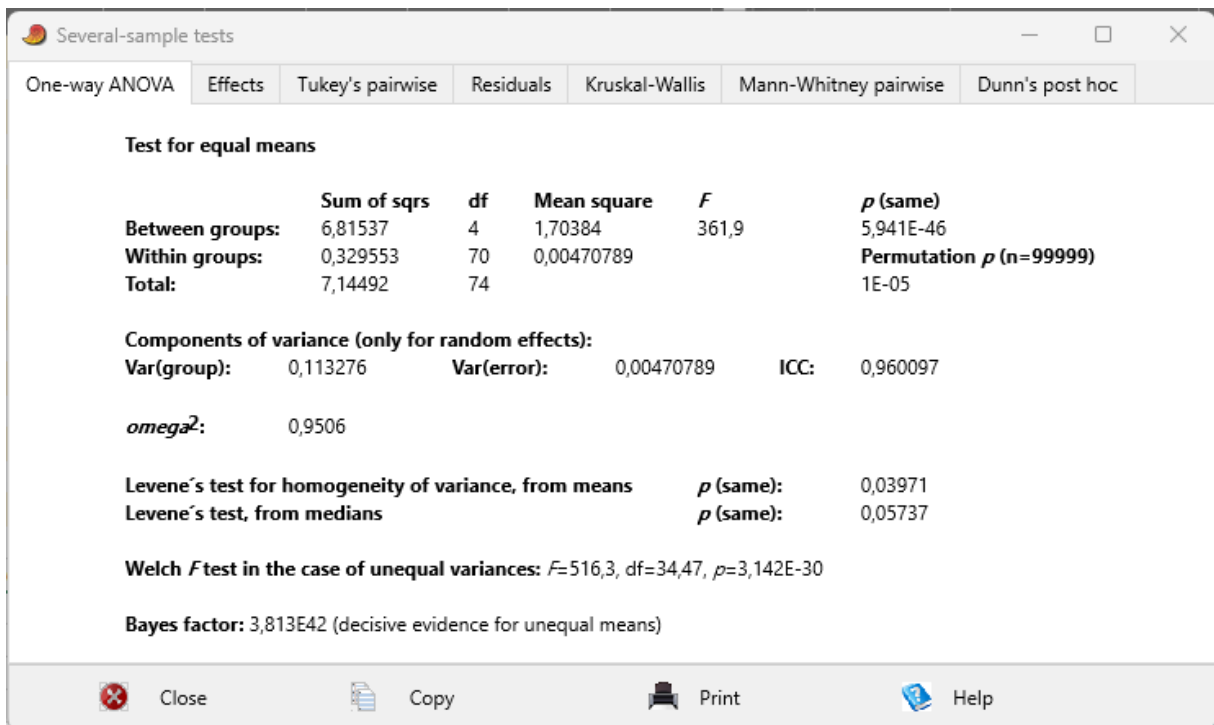 Several-sample tests
One-way ANOVA Effects Tukey's pairwise Residuals Kruskal-Wallis Mann-Whitney pairwise Dunn's post hoc
Test for equal means
Sum of sqrs df Mean square F p (same)
Between groups: 6,81537 4 1,70384 361,9 5,941E-46
Within groups: 0,329553 70 0,00470789 Permutation p (n=99999)
Total: 7,14492 74 1E-05
Components of variance (only for random effects):
Var(group): 0,113276 Var(error): 0,00470789 ICC: 0,960097
omega2: 0,9506
Levene´s test for homogeneity of variance, from means p (same): 0,03971
Levene´s test, from medians p (same): 0,05737
Welch F test in the case of unequal variances: F=516,3, df=34,47, p=3,142E-30
Bayes factor: 3,813E42 (decisive evidence for unequal means)
Close Copy Print Help